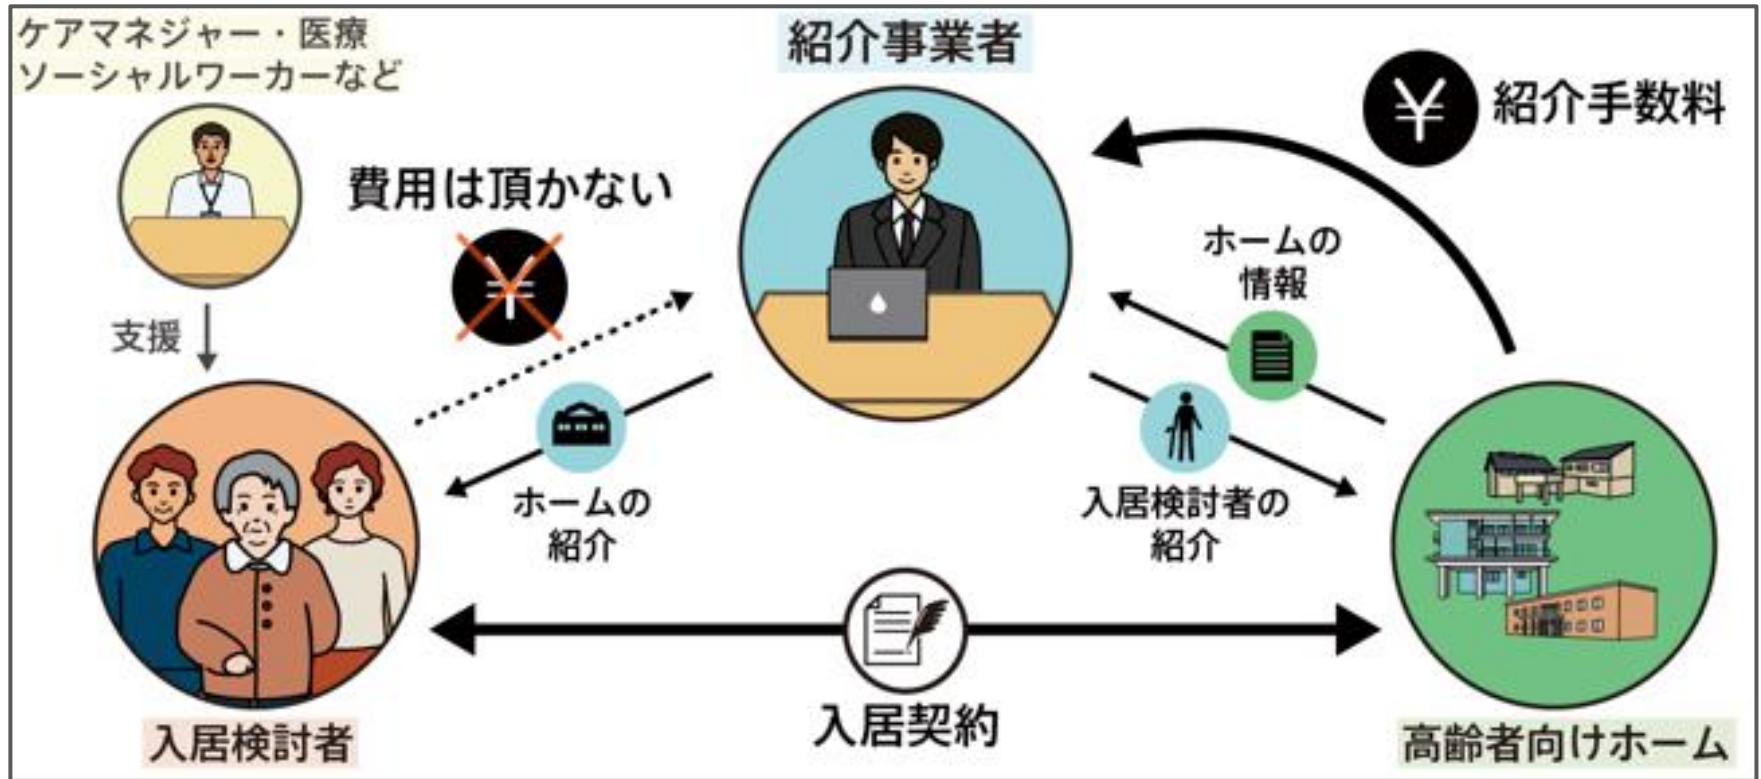 ケアマネジャー・医療
ソーシャルワーカーなど
紹介事業者
¥
紹介手数料
費用は頂かない
¥
ホームの
情報
支援
ホームの
紹介
入居検討者の
紹介
入居契約
入居検討者
高齢者向けホーム